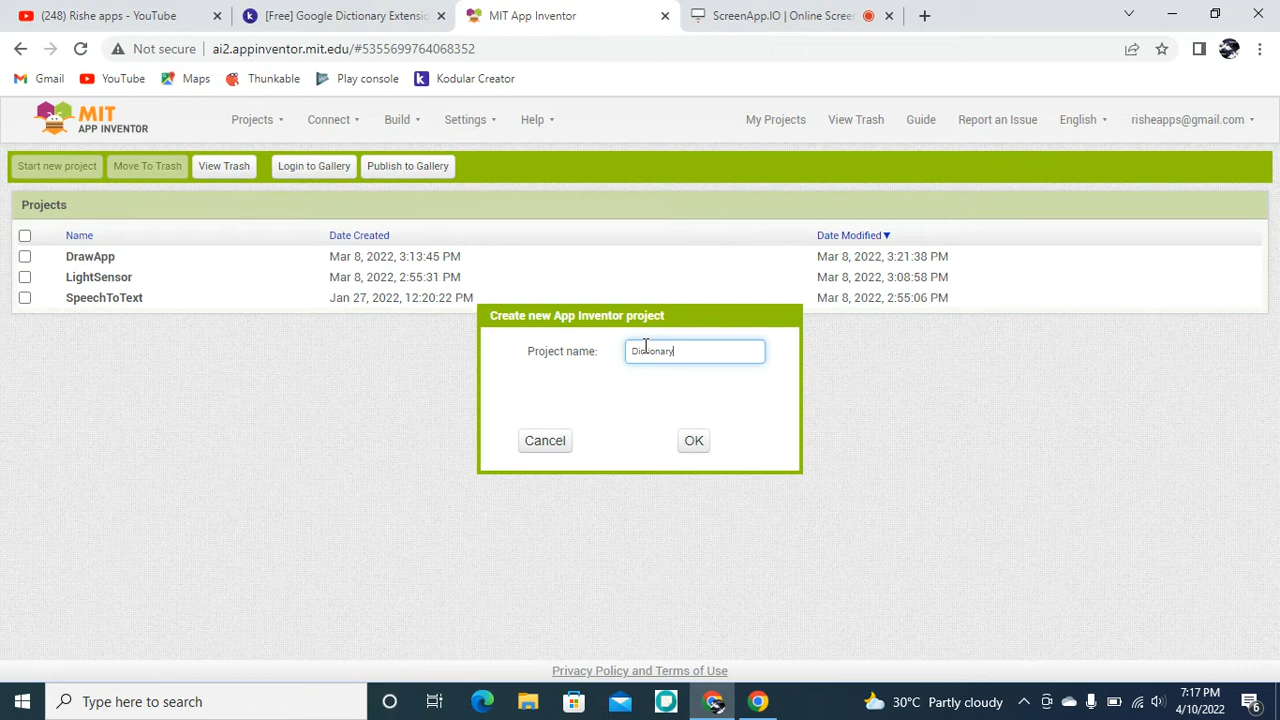 (248) Rishe apps - YouTube
[Free] Google Dictionary Extensi
MIT App Inventor
ScreenApp.IO | Online Scree
Not secure
ai2.appinventor.mit.edu/#5355699764068352
Gmail
YouTube
Maps
Thunkable
Play console
Kodular Creator
MIT
APP INVENTOR
Projects
Connect
Build
Settings
Help
My Projects
View Trash
Guide
Report an Issue
English
risheapps@gmail.com
Start new project
Move To Trash
View Trash
Login to Gallery
Publish to Gallery
Projects
Name
Date Created
Date Modified
DrawApp
Mar 8, 2022, 3:13:45 PM
Mar 8, 2022, 3:21:38 PM
LightSensor
Mar 8, 2022, 2:55:31 PM
Mar 8, 2022, 3:08:58 PM
SpeechToText
Jan 27, 2022, 12:20:22 PM
Mar 8, 2022, 2:55:06 PM
Create new App Inventor project
Project name:
Dictionary
Cancel
OK
Privacy Policy and Terms of Use
Type here to search
30°C Partly cloudy
7:17 PM
4/10/2022
6